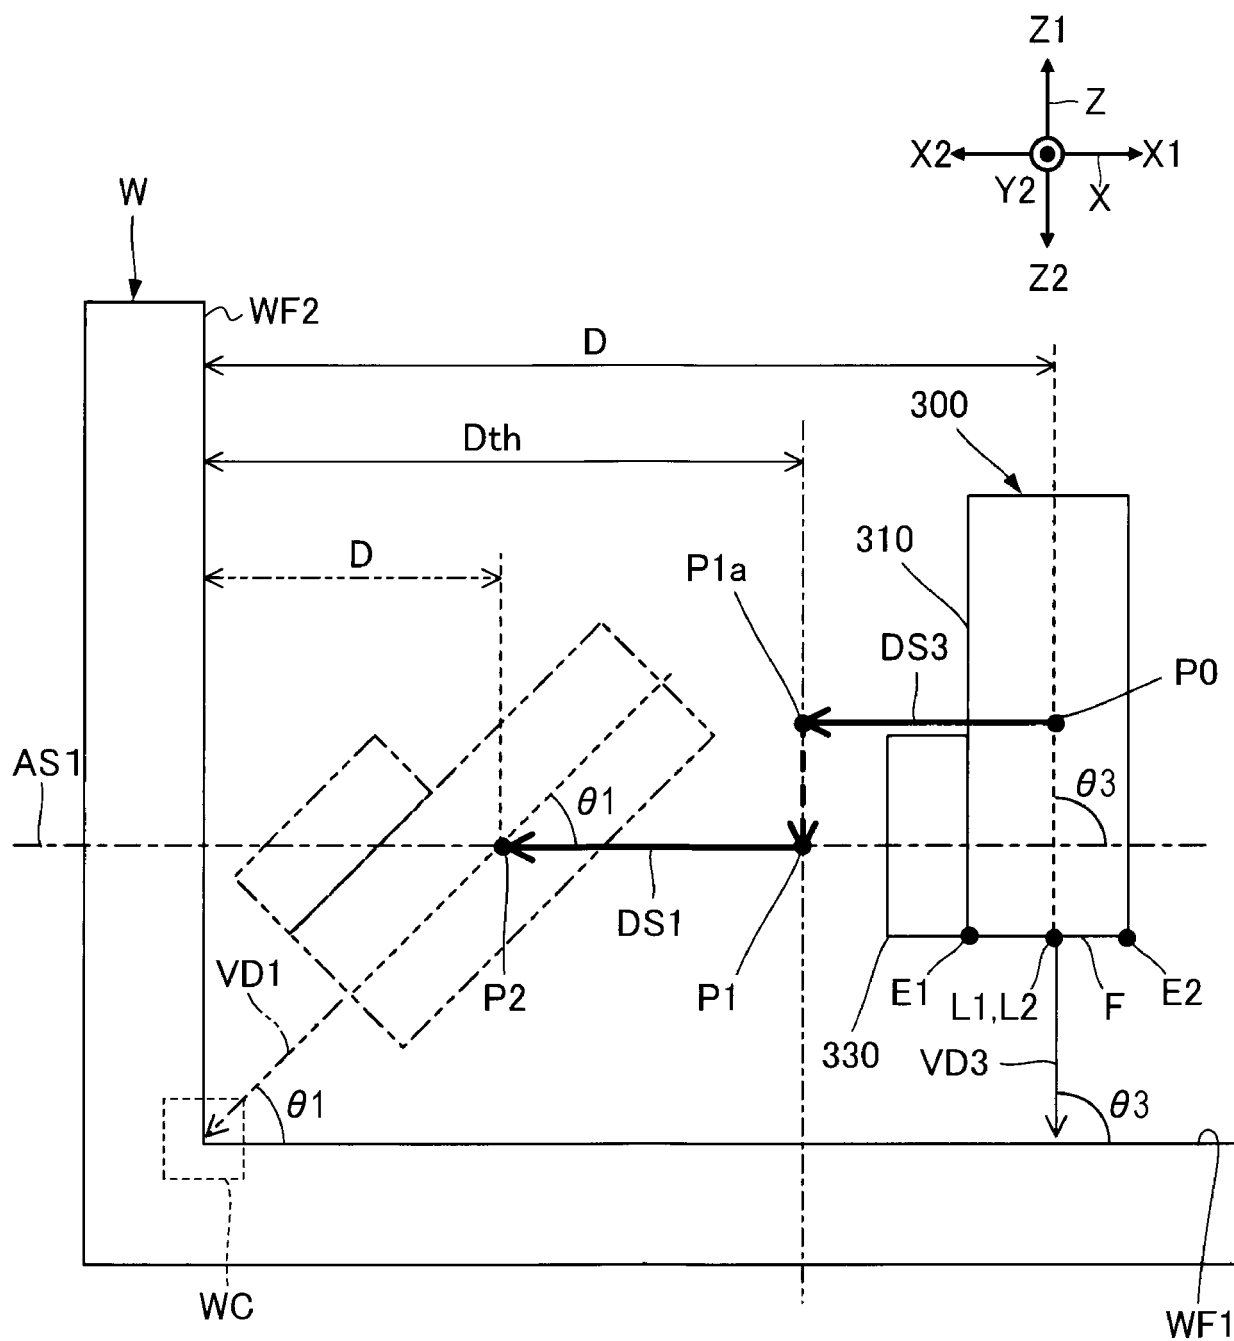 Z1
Z
X2
X1
Y2
X
Z2
W
WF2
D
300
Dth
310
D
P1a
DS3
P0
AS1
θ1
θ3
DS1
VD1
P2
P1
E1
L1,L2
F
E2
330
VD3
θ1
θ3
WC
WF1